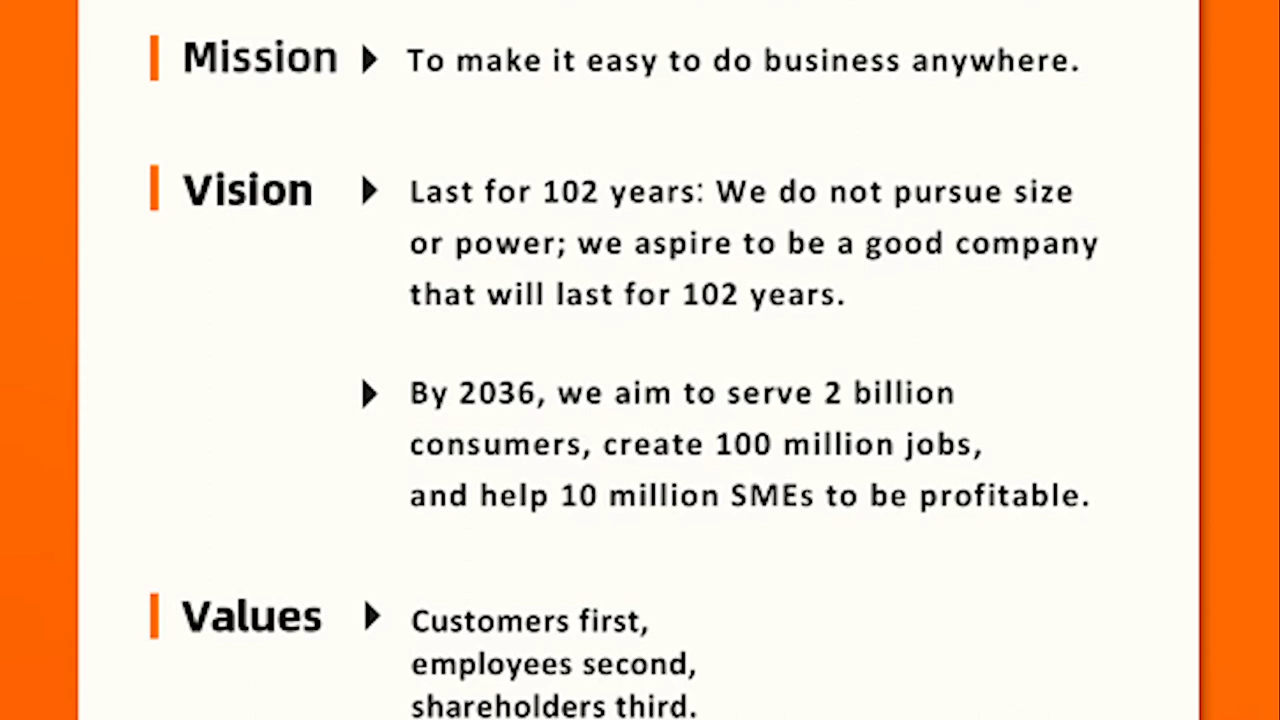 Mission To make it easy to do business anywhere.
Vision Last for 102 years: We do not pursue size
or power; we aspire to be a good company
that will last for 102 years.
By 2036, we aim to serve 2 billion
consumers, create 100 million jobs,
and help 10 million SMEs to be profitable.
Values Customers first,
employees second,
shareholders third.